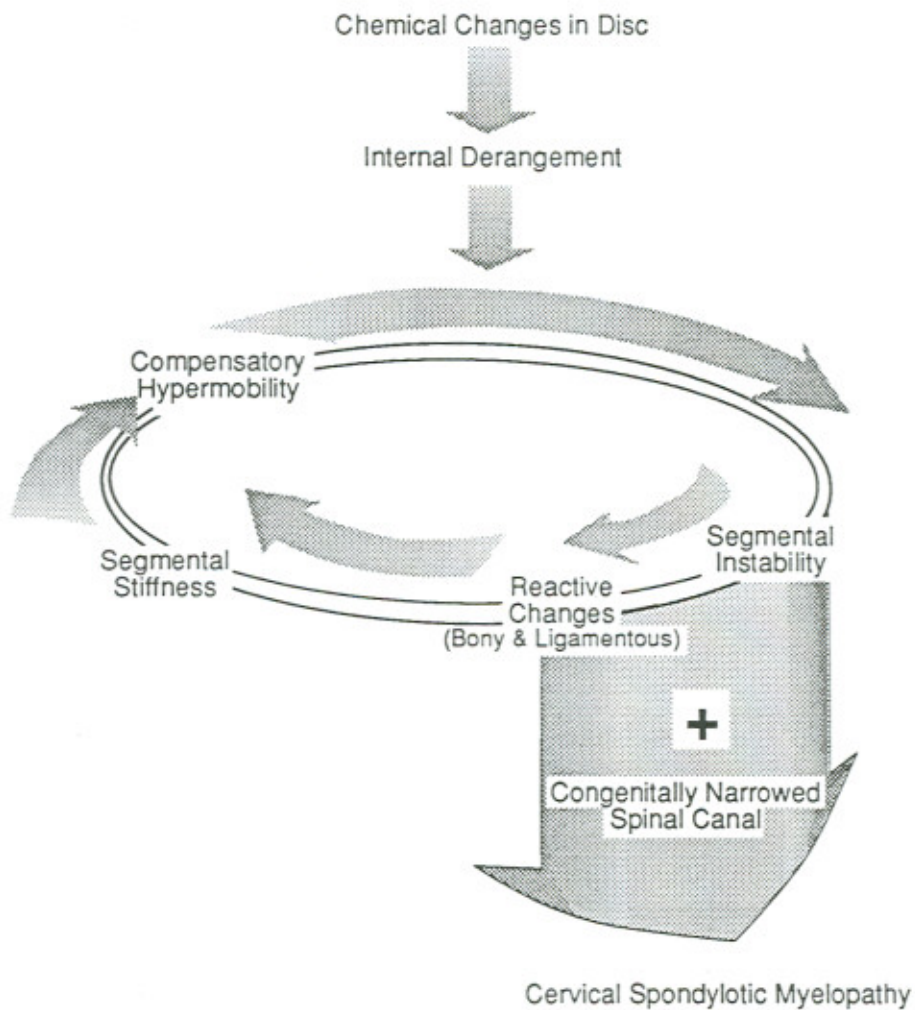 Chemical Changes in Disc
Internal Derangement
Compensatory
Hypermobility
Segmental
Instability
Segmental
Stiffness
Reactive
Changes
(Bony & Ligamentous)
+
Congenitally Narrowed
Spinal Canal
Cervical Spondylotic Myelopathy